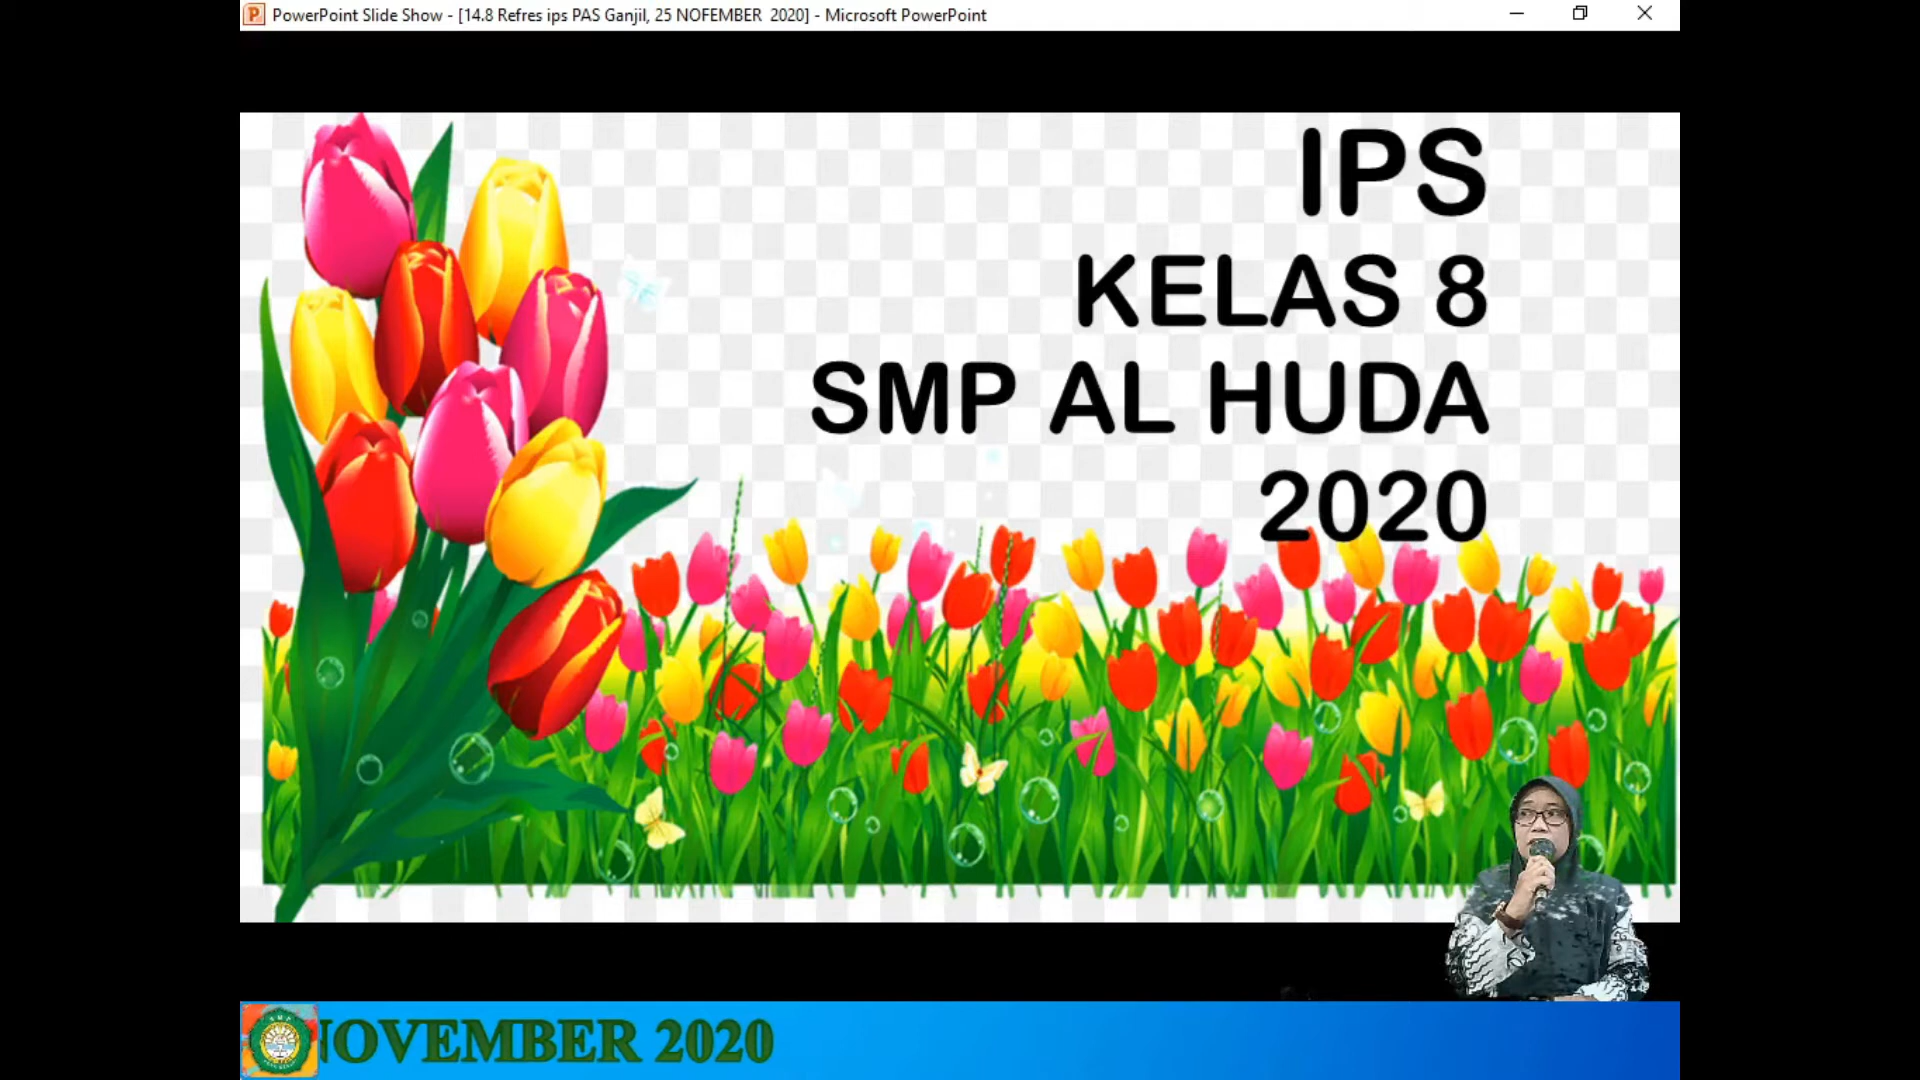 PowerPoint Slide Show - [14.8 Refres ips PAS Ganjil, 25 NOFEMBER 2020] - Microsoft PowerPoint
IPS
KELAS 8
SMP AL HUDA
2020
NOVEMBER 2020